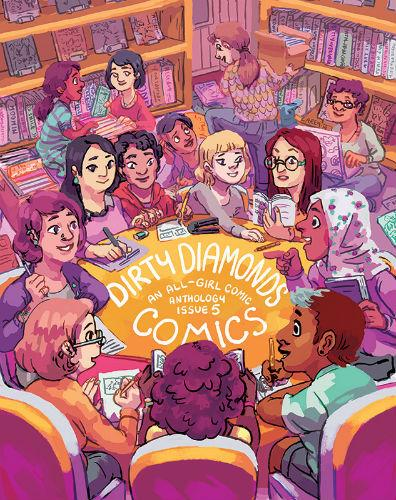 DIRTY DIAMONDS
AN ALL-GIRL COMIC
ANTHOLOGY
ISSUE 5
COMICS